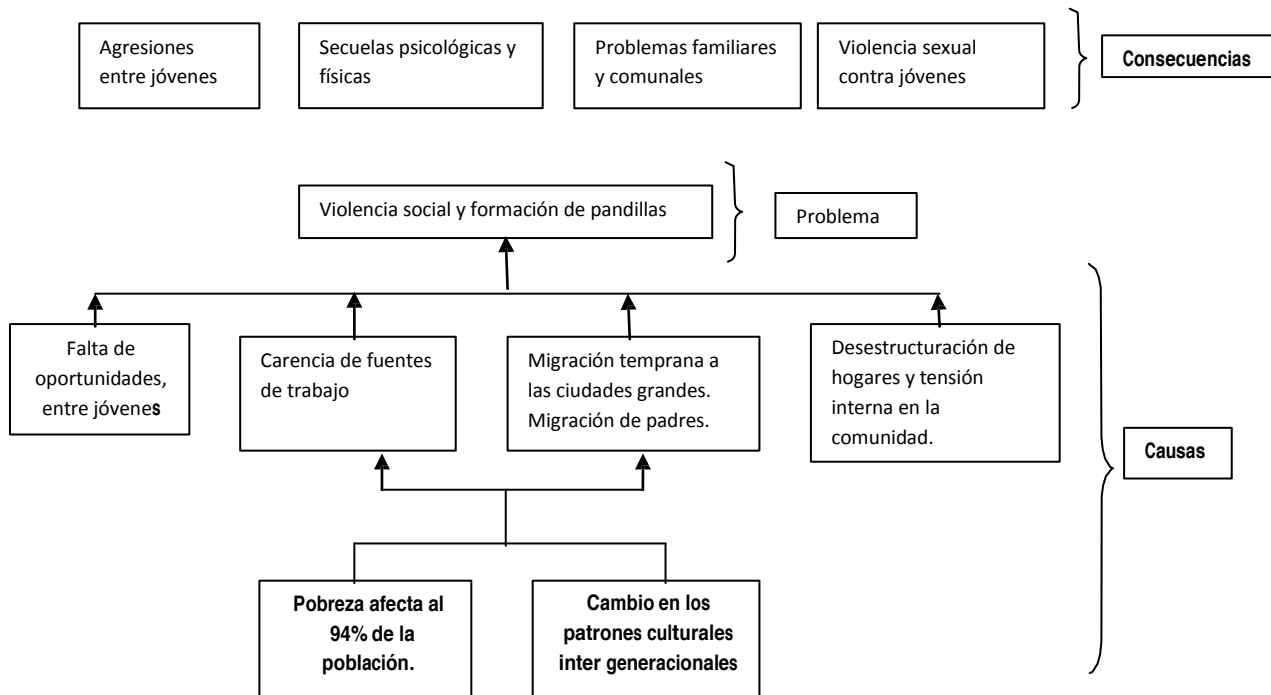 Agresiones
entre jóvenes
Secuelas psicológicas y
físicas
Problemas familiares
y comunales
Violencia sexual
contra jóvenes
Consecuencias
Violencia social y formación de pandillas
Problema
Falta de
oportunidades,
entre jóvenes
Carencia de fuentes
de trabajo
Migración temprana a
las ciudades grandes.
Migración de padres.
Desestructuración de
hogares y tensión
interna en la
comunidad.
Causas
Pobreza afecta al
94% de la
población.
Cambio en los
patrones culturales
inter generacionales